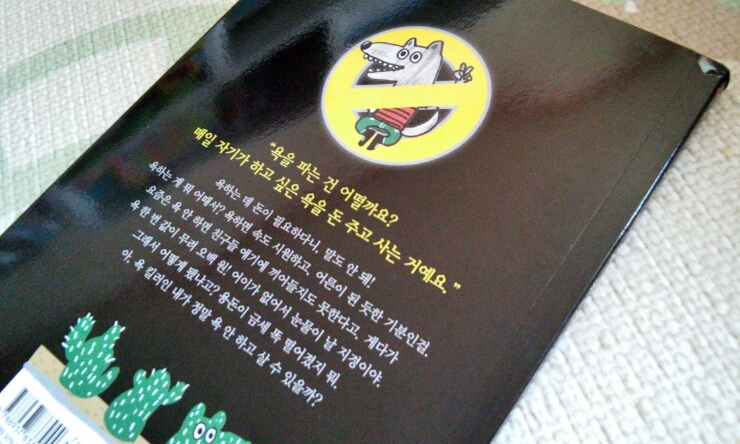 "욕을 파는 건 어떨까요?
매일 자기가 하고 싶은 욕을 돈 주고 사는 거예요."
욕하는 데 돈이 필요하다니, 말도 안 돼!
욕하는 게 뭐 어때서? 욕하면 속도 시원하고, 어른이 된 듯한 기분인걸.
요즘은 욕 안 하면 친구들 얘기에 끼어들지도 못한다고. 게다가
욕 한 번 값이 무려 오백 원! 어이가 없어서 눈물이 날 지경이야.
그래서 어떻게 됐냐고? 용돈이 금세 똑 떨어졌지 뭐.
아, 욕 킬러인 내가 정말 욕 안 하고 살 수 있을까?